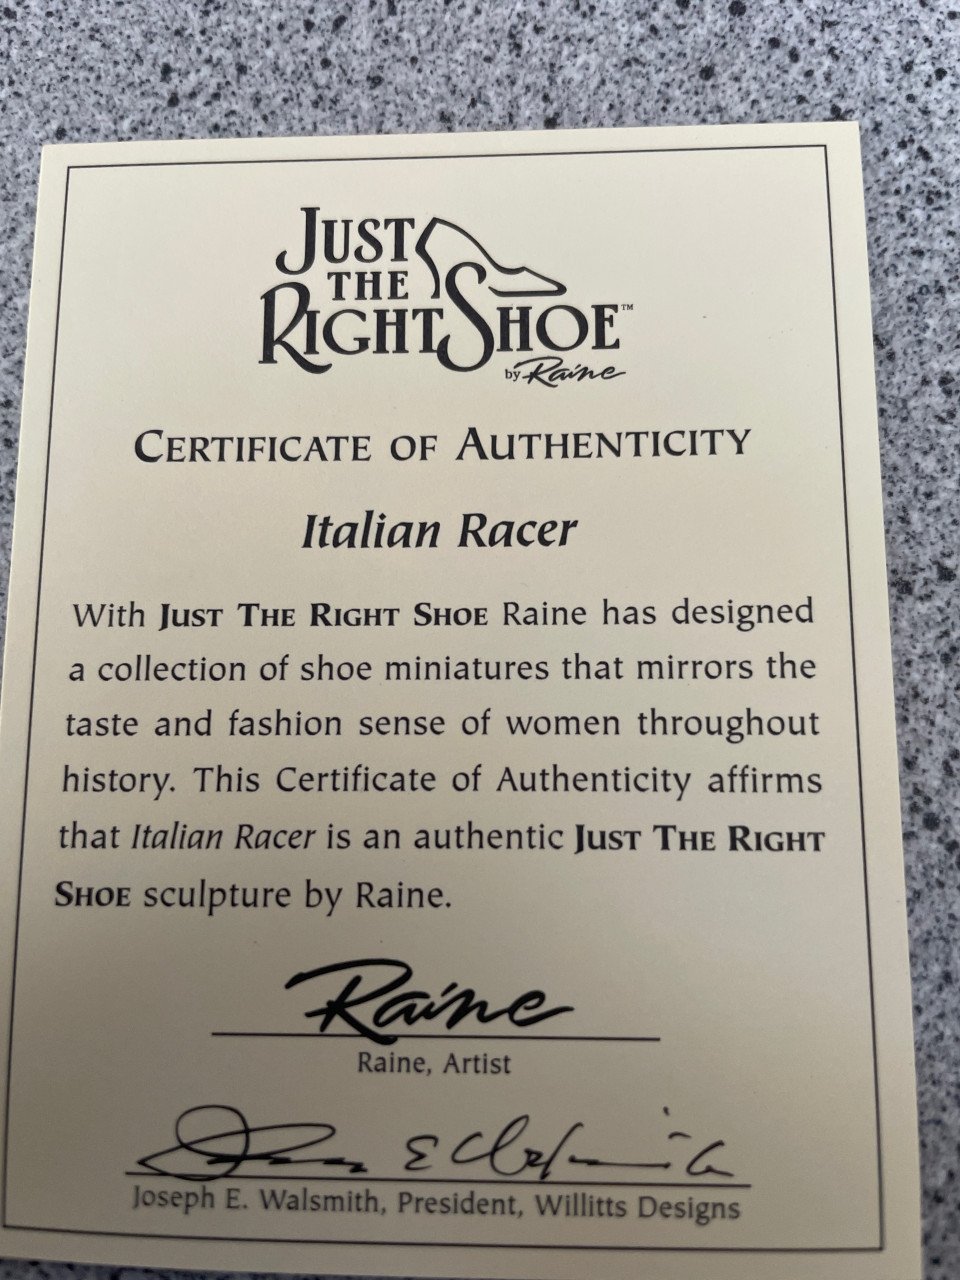 JUST
THE
RIGHT SHOE™
by Raine
CERTIFICATE OF AUTHENTICITY
Italian Racer
With JUST THE RIGHT SHOE Raine has designed
a collection of shoe miniatures that mirrors the
taste and fashion sense of women throughout
history. This Certificate of Authenticity affirms
that Italian Racer is an authentic JUST THE RIGHT
SHOE sculpture by Raine.
Raine
Raine, Artist
Joseph E. Walsmith, President, Willitts Designs